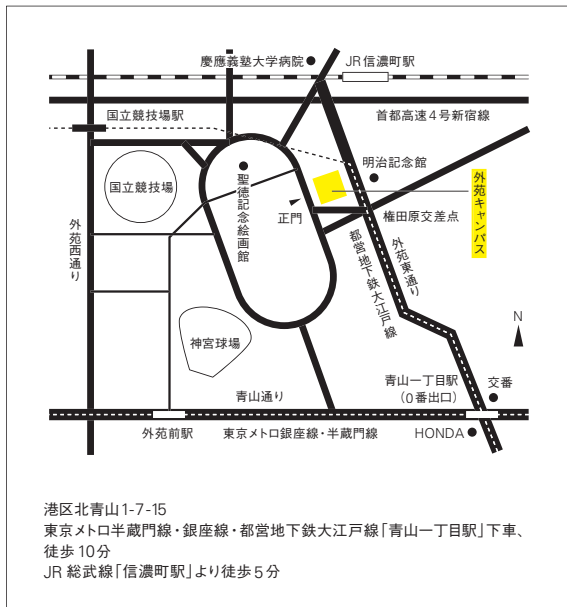 慶應義塾大学病院
JR信濃町駅
国立競技場駅
首都高速4号新宿線
明治記念館
国立競技場
聖徳記念絵画館
外苑キャンパス
正門
権田原交差点
外苑西通り
都営地下鉄大江戸線
外苑東通り
神宮球場
N
青山通り
青山一丁目駅
(0番出口)
交番
外苑前駅
東京メトロ銀座線・半蔵門線
HONDA
港区北青山1-7-15
東京メトロ半蔵門線・銀座線・都営地下鉄大江戸線「青山一丁目駅」下車、
徒歩10分
JR 総武線「信濃町駅」より徒歩5分